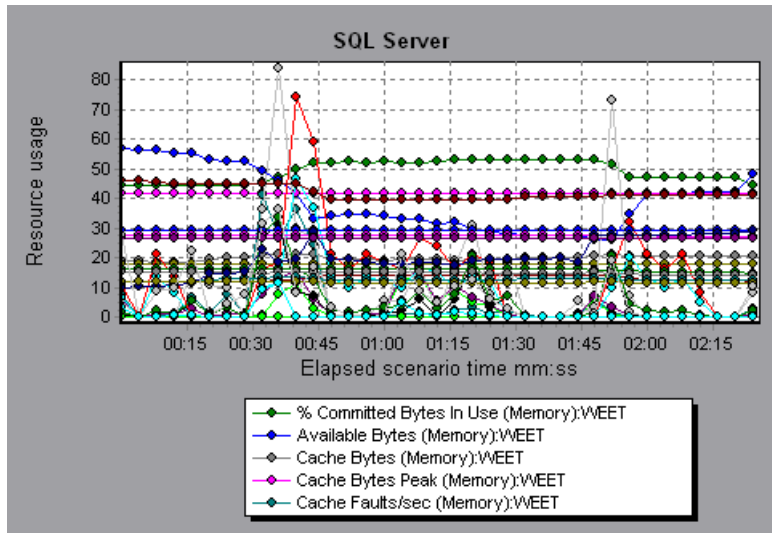 SQL Server
80
70
60
50
40
30
20
10
0
Resource usage
00:15 00:30 00:45 01:00 01:15 01:30 01:45 02:00 02:15
Elapsed scenario time mm:ss
% Committed Bytes In Use (Memory):WEET
Available Bytes (Memory):WEET
Cache Bytes (Memory):WEET
Cache Bytes Peak (Memory):WEET
Cache Faults/sec (Memory):WEET